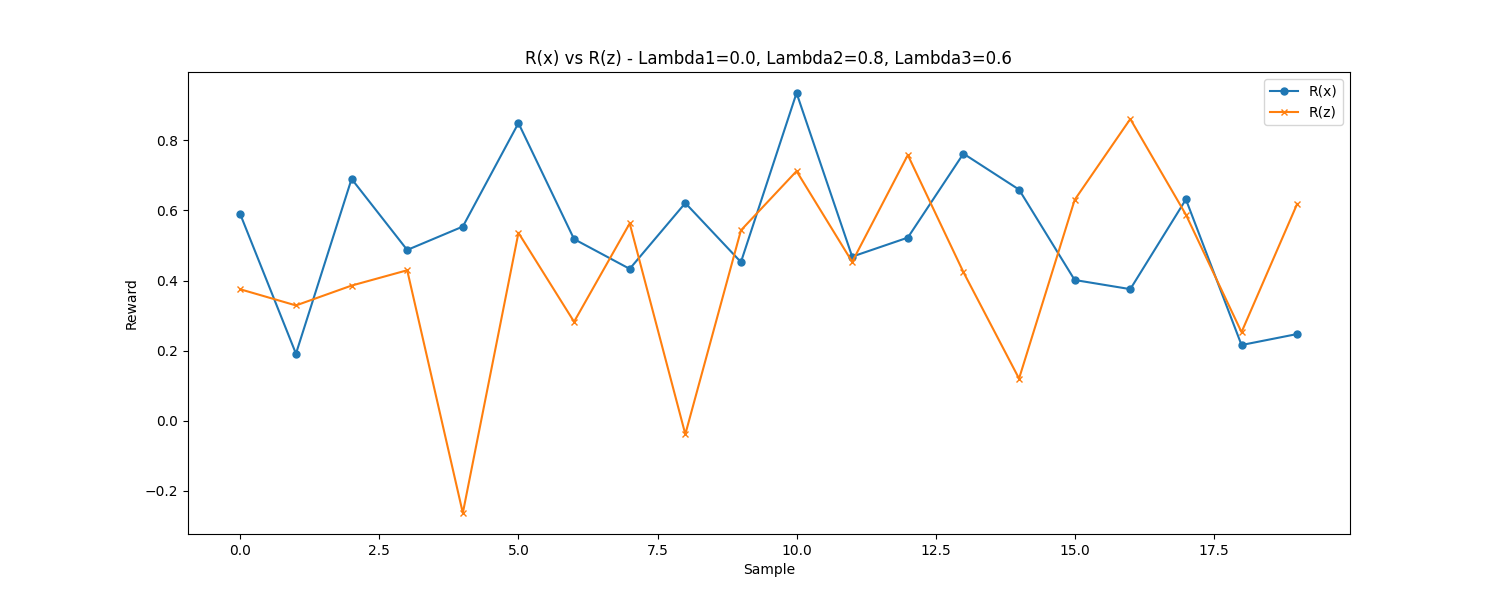 R(x) vs R(z) - Lambda1=0.0, Lambda2=0.8, Lambda3=0.6
R(x)
R(z)
0.8
0.6
0.4
0.2
0.0
−0.2
Reward
0.0 2.5 5.0 7.5 10.0 12.5 15.0 17.5
Sample